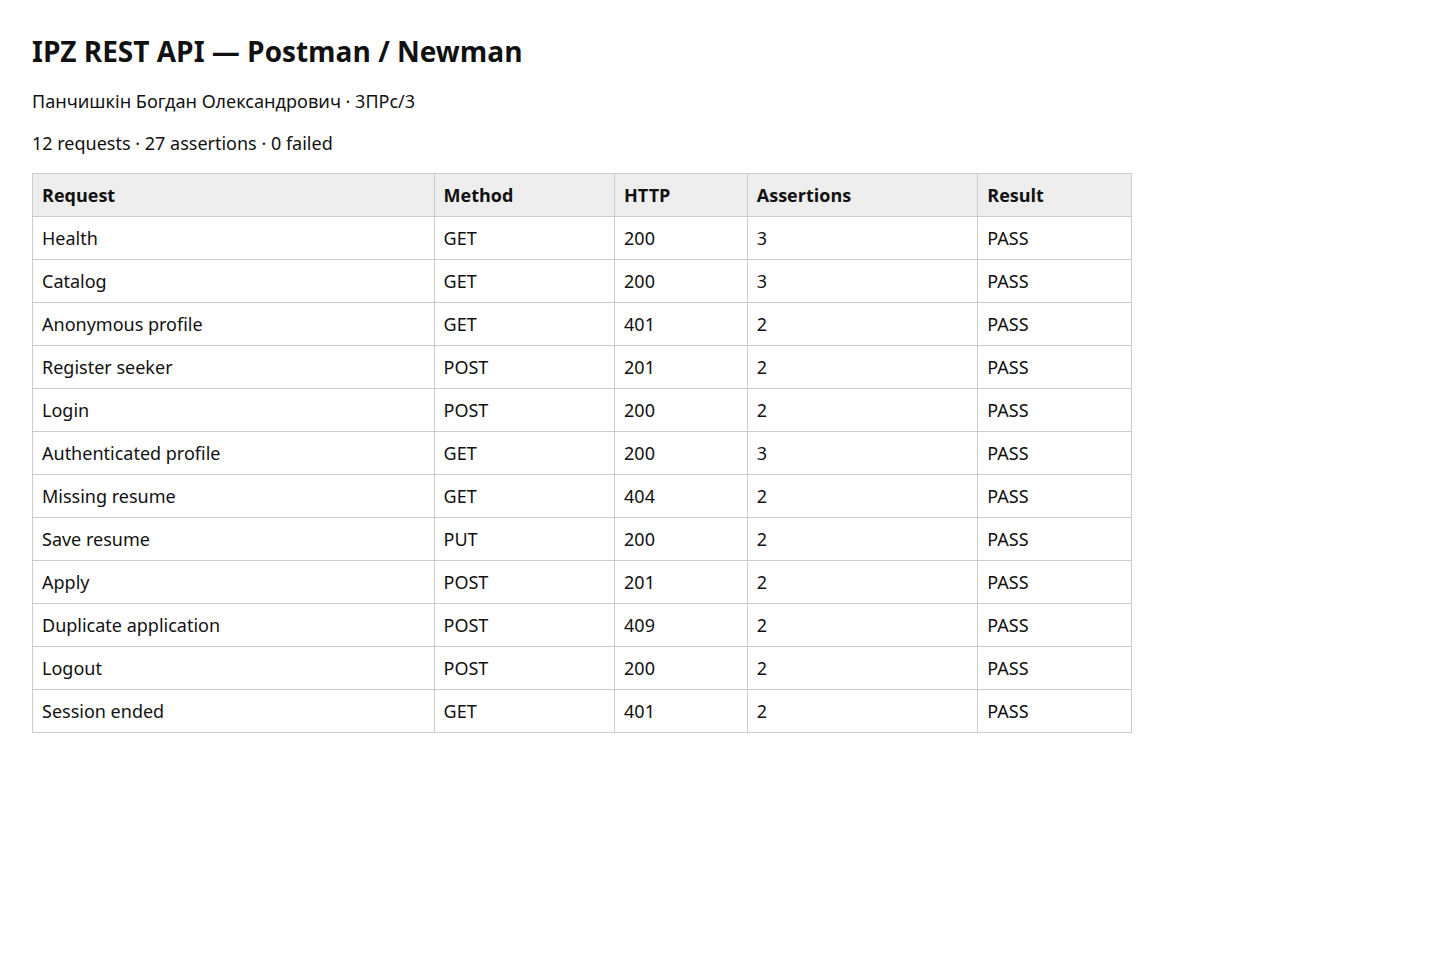 IPZ REST API — Postman / Newman
Панчишкін Богдан Олександрович · ЗПРс/3
12 requests · 27 assertions · 0 failed
Request Method HTTP Assertions Result
Health GET 200 3 PASS
Catalog GET 200 3 PASS
Anonymous profile GET 401 2 PASS
Register seeker POST 201 2 PASS
Login POST 200 2 PASS
Authenticated profile GET 200 3 PASS
Missing resume GET 404 2 PASS
Save resume PUT 200 2 PASS
Apply POST 201 2 PASS
Duplicate application POST 409 2 PASS
Logout POST 200 2 PASS
Session ended GET 401 2 PASS